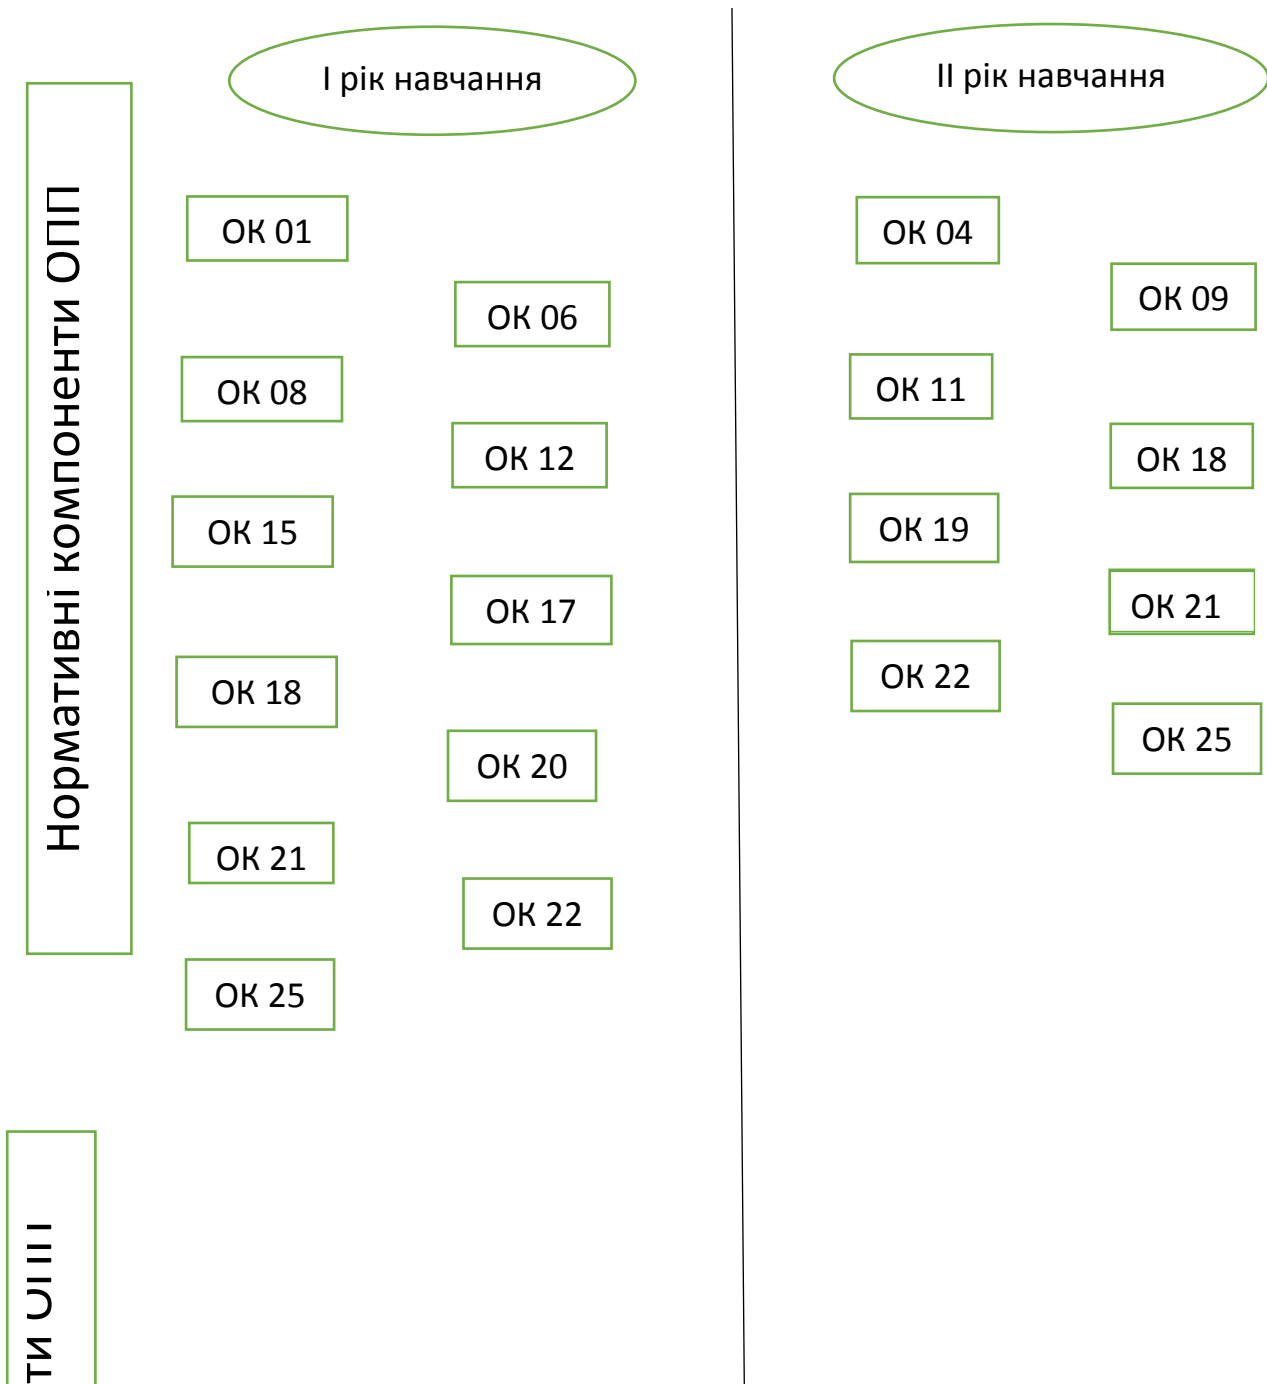 І рік навчання
ІІ рік навчання
Нормативні компоненти ОПП
ОК 01
ОК 06
ОК 08
ОК 12
ОК 15
ОК 17
ОК 18
ОК 20
ОК 21
ОК 22
ОК 25
ОК 04
ОК 09
ОК 11
ОК 18
ОК 19
ОК 21
ОК 22
ОК 25